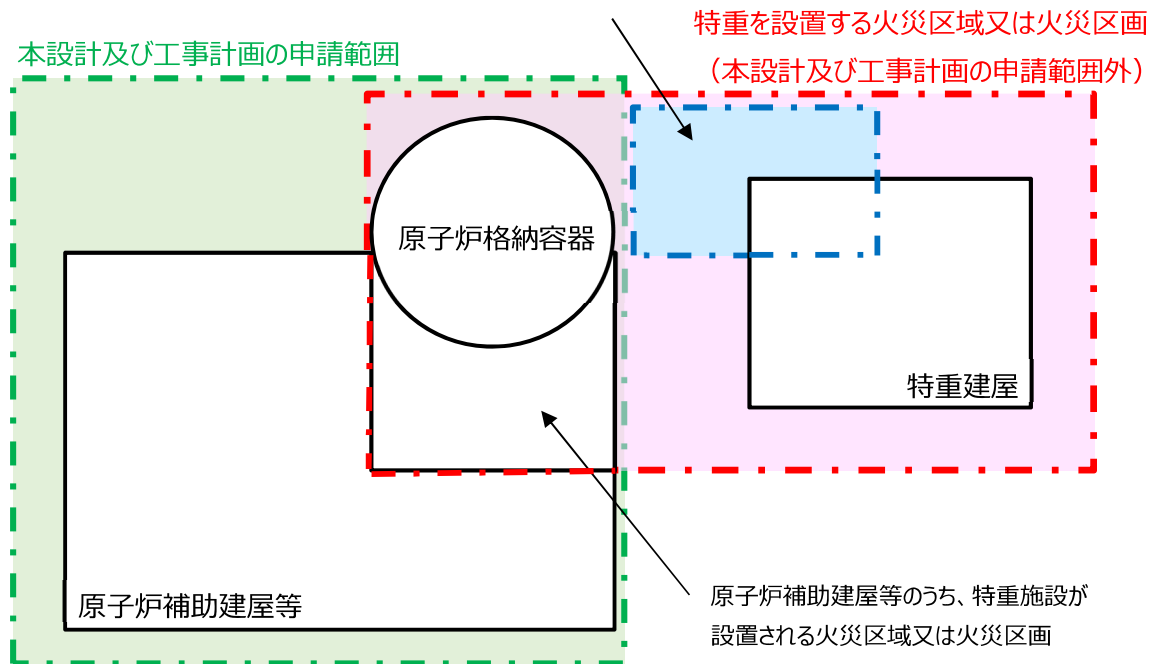 特重を設置する火災区域又は火災区画
（本設計及び工事計画の申請範囲外）
本設計及び工事計画の申請範囲
原子炉格納容器
特重建屋
原子炉補助建屋等
原子炉補助建屋等のうち、特重施設が
設置される火災区域又は火災区画